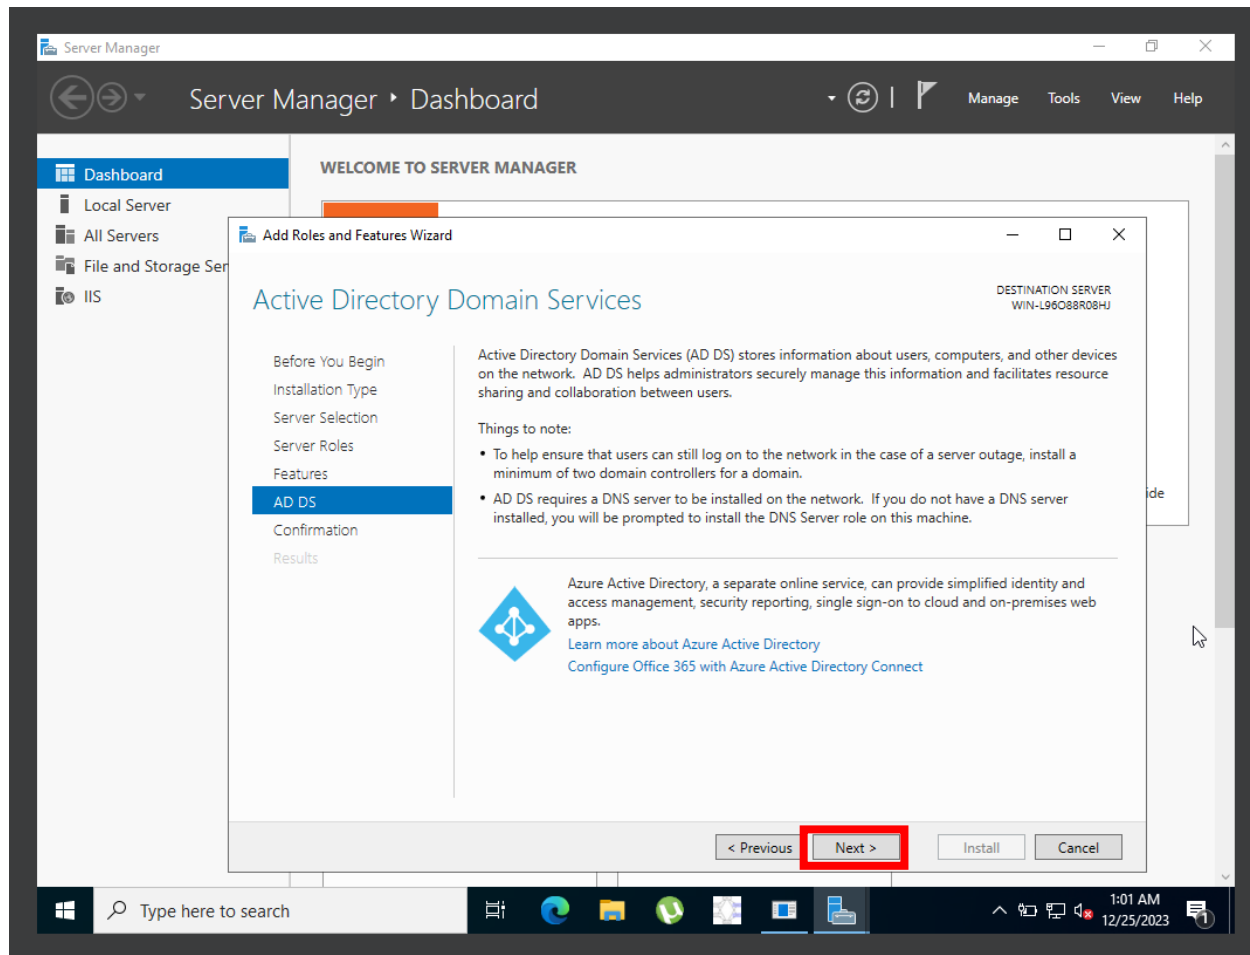 Server Manager
Server Manager • Dashboard
Manage Tools View Help
Dashboard
Local Server
All Servers
File and Storage Ser
IIS
WELCOME TO SERVER MANAGER
ide
Add Roles and Features Wizard
Active Directory Domain Services
DESTINATION SERVER
WIN-L96O88R08HJ
Before You Begin
Installation Type
Server Selection
Server Roles
Features
AD DS
Confirmation
Results
Active Directory Domain Services (AD DS) stores information about users, computers, and other devices
on the network. AD DS helps administrators securely manage this information and facilitates resource
sharing and collaboration between users.
Things to note:
• To help ensure that users can still log on to the network in the case of a server outage, install a
minimum of two domain controllers for a domain.
• AD DS requires a DNS server to be installed on the network. If you do not have a DNS server
installed, you will be prompted to install the DNS Server role on this machine.
Azure Active Directory, a separate online service, can provide simplified identity and
access management, security reporting, single sign-on to cloud and on-premises web
apps.
Learn more about Azure Active Directory
Configure Office 365 with Azure Active Directory Connect
< Previous Next > Install Cancel
Type here to search
1:01 AM
12/25/2023
1